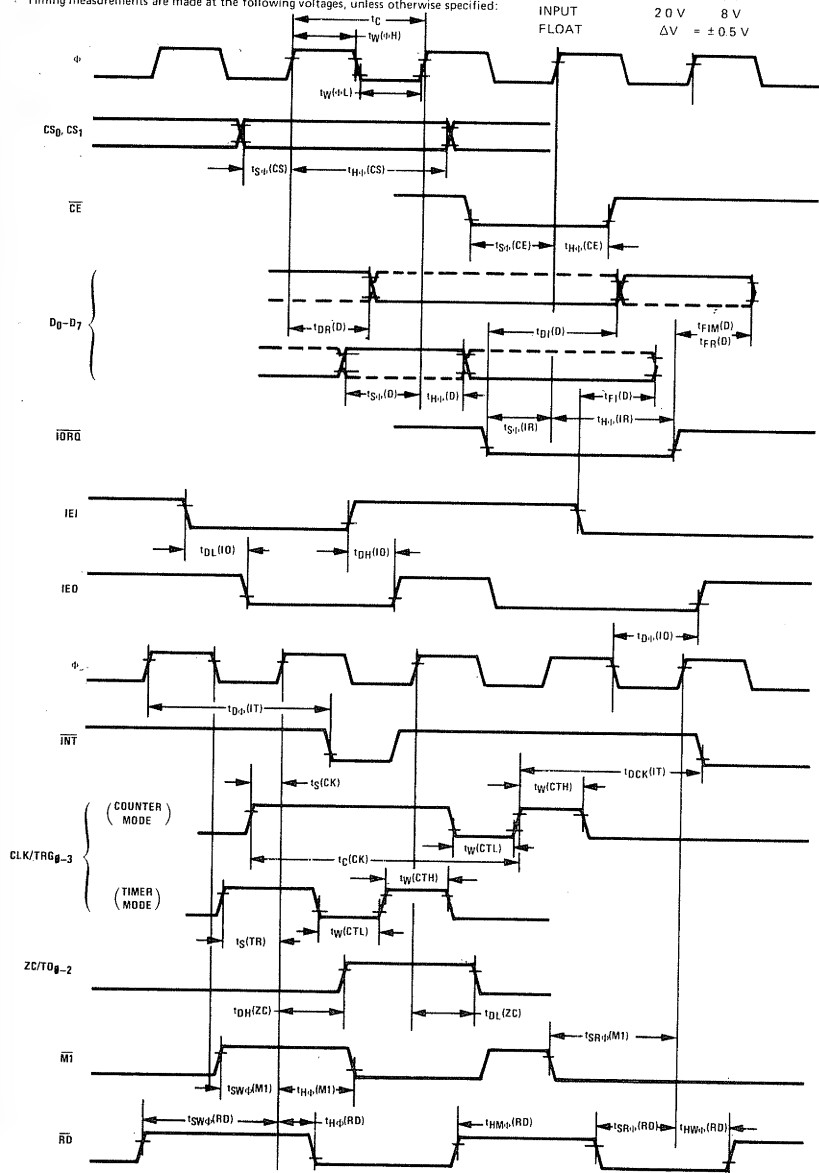 Timing measurements are made at the following voltages, unless otherwise specified:
INPUT 2 0 V 8 V
FLOAT ΔV = ± 0.5 V
tC
tW(ΦH)
Φ
tW(ΦL)
CS0, CS1
tSΦ(CS) tHΦ(CS)
CE
tSΦ(CE) tHΦ(CE)
D0–D7
tDR(D) tDI(D) tFIM(D)
tFR(D)
tSΦ(D) tHΦ(D) tFI(D)
tSΦ(IR) tHΦ(IR)
IORQ
IEI
tDL(IO) tDH(IO)
IEO
tDΦ(IO)
Φ
tDΦ(IT)
INT
tDCK(IT)
tS(CK) tW(CTH)
(COUNTER
MODE)
CLK/TRG0–3
tW(CTL)
tC(CK)
tW(CTH)
(TIMER
MODE)
tS(TR) tW(CTL)
ZC/TO0–2
tDH(ZC) tDL(ZC)
tSRΦ(M1)
M1
tSWΦ(M1) tHΦ(M1)
tSWΦ(RD) tHΦ(RD) tHMΦ(RD) tSRΦ(RD) tHWΦ(RD)
RD